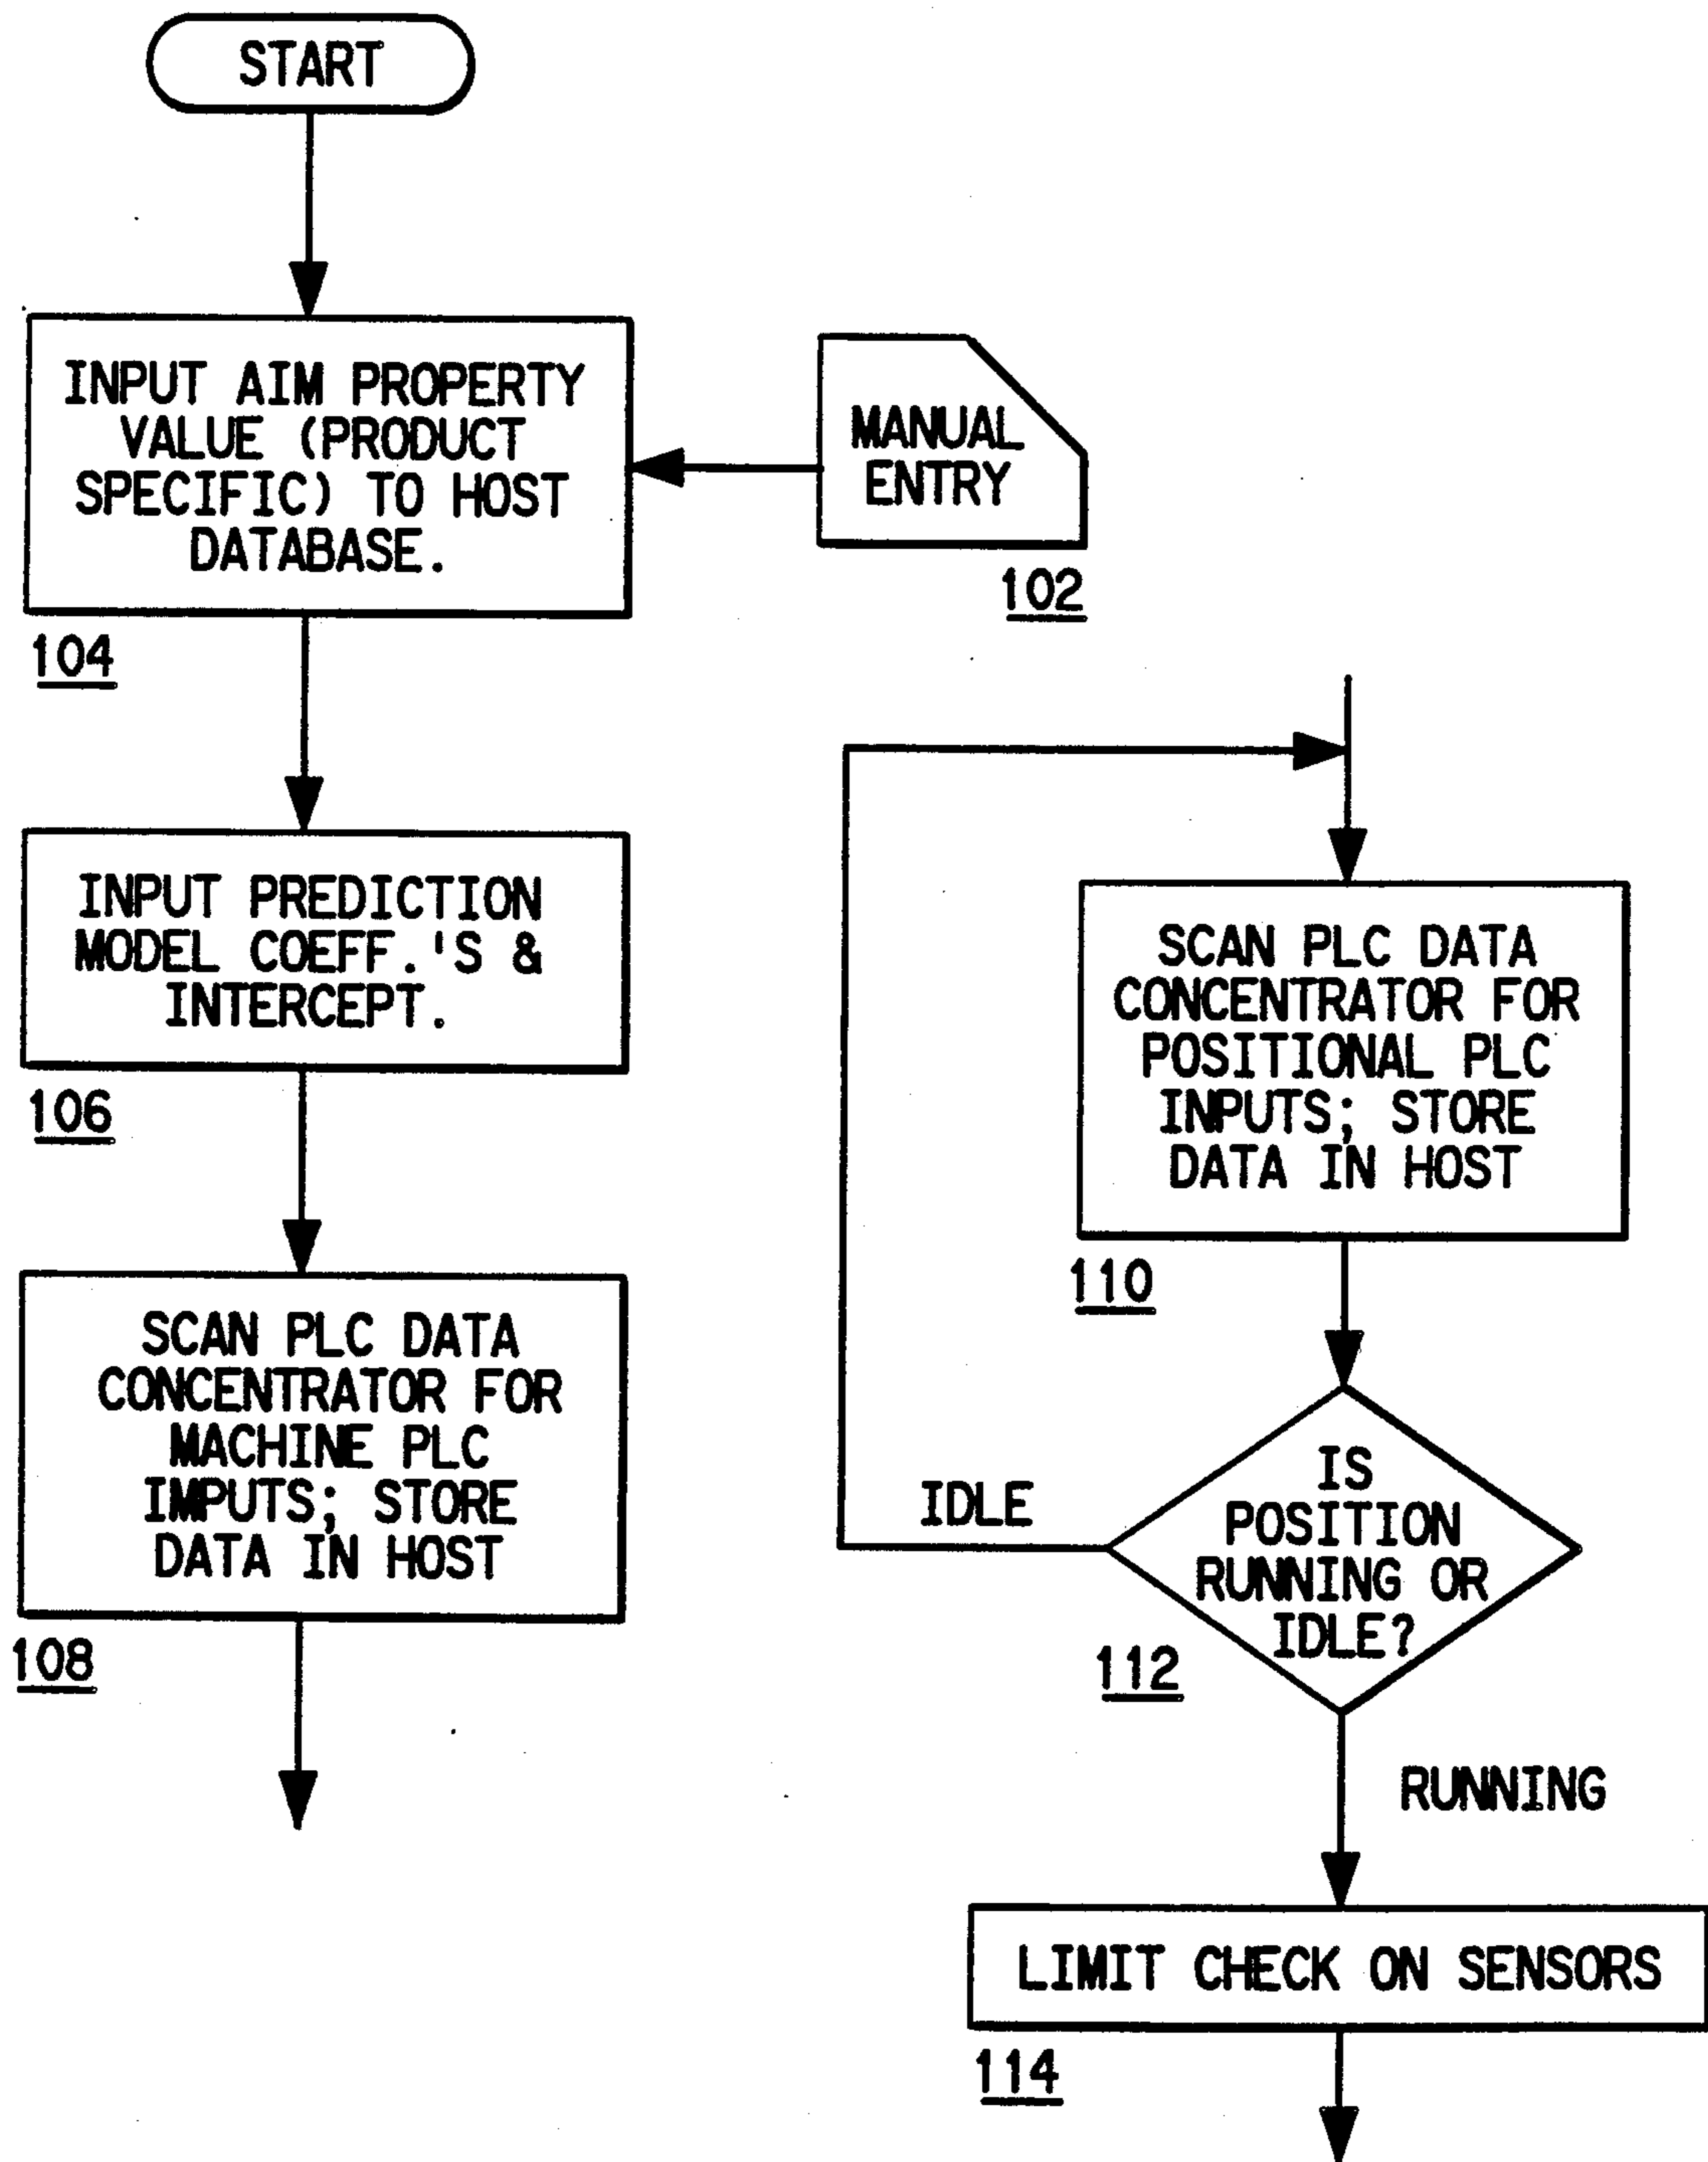 START
INPUT AIM PROPERTY
VALUE (PRODUCT
SPECIFIC) TO HOST
DATABASE.
104
MANUAL
ENTRY
102
INPUT PREDICTION
MODEL COEFF.'S &
INTERCEPT.
106
SCAN PLC DATA
CONCENTRATOR FOR
MACHINE PLC
IMPUTS; STORE
DATA IN HOST
108
SCAN PLC DATA
CONCENTRATOR FOR
POSITIONAL PLC
INPUTS; STORE
DATA IN HOST
110
IS
POSITION
RUNNING OR
IDLE?
112
IDLE
RUNNING
LIMIT CHECK ON SENSORS
114